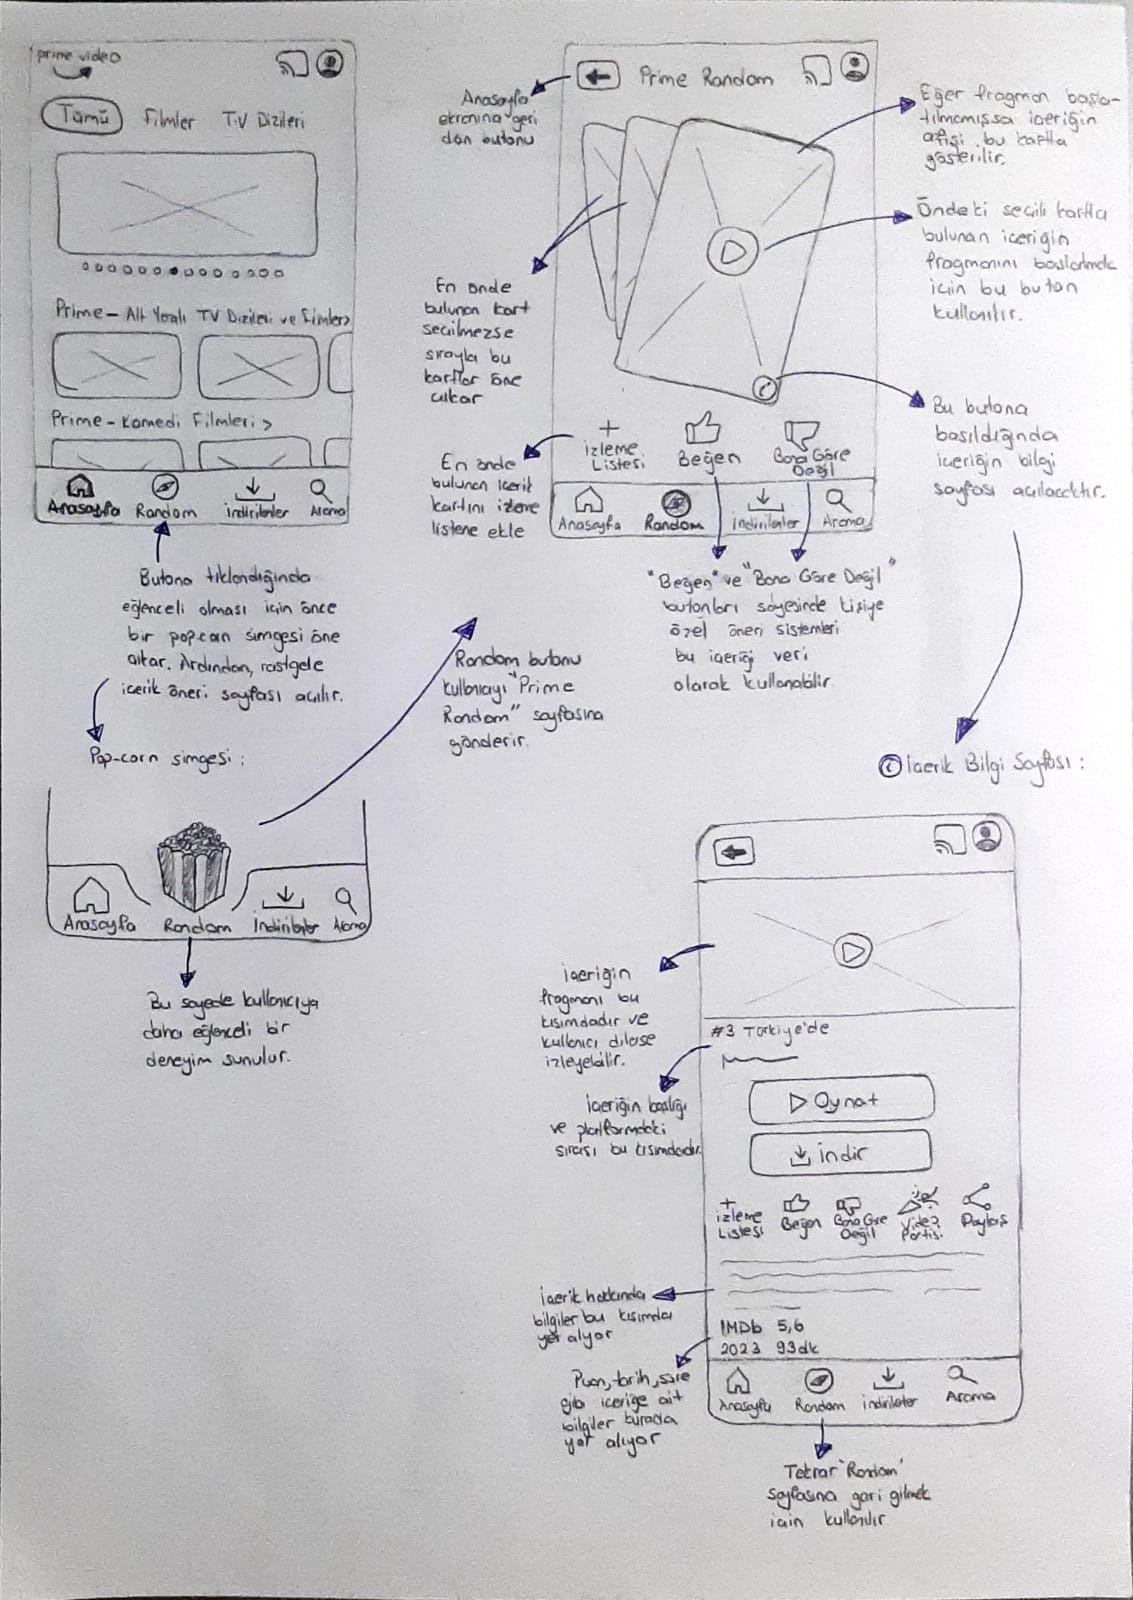 prime video
Tümü Filmler TV Dizileri
Prime - Alt Yazılı TV Dizileri ve Filmler>
Prime - Komedi Filmleri >
Anasayfa Random indirilenler Arama
Butona tıklandığında
eğlenceli olması için önce
bir popcorn simgesi öne
çıkar. Ardından, rastgele
içerik öneri sayfası açılır.
Pop-corn simgesi :
Anasayfa Random İndirilenler Arama
Bu sayede kullanıcıya
daha eğlenceli bir
deneyim sunulur.
Prime Random
Anasayfa
ekranına geri
dön butonu
En önde
bulunan kart
seçilmezse
sırayla bu
kartlar öne
çıkar
En önde
bulunan içerik
kartını izleme
listene ekle
Eğer fragman başla-
tılmamışsa içeriğin
afişi bu kartta
gösterilir.
Öndeki seçili kartta
bulunan içeriğin
fragmanını başlatmak
için bu buton
kullanılır.
Bu butona
basıldığında
içeriğin bilgi
sayfası açılacaktır.
+
izleme
Listesi
Beğen
Bana Göre
Değil
Anasayfa Random indirilenler Arama
"Beğen" ve "Bana Göre Değil"
butonları sayesinde kişiye
özel öneri sistemleri
bu içeriği veri
olarak kullanabilir.
Random butonu
kullanıcıyı "Prime
Random" sayfasına
gönderir.
i İçerik Bilgi Sayfası :
#3 Türkiye'de
Oynat
indir
+
izleme
Listesi
Beğen
Bana Göre
Değil
Video
Partisi
Paylaş
IMDb 5,6
2023 93dk
Anasayfa Random indirilenler Arama
içeriğin
fragmanı bu
kısımdadır ve
kullanıcı dilerse
izleyebilir.
İçeriğin başlığı
ve platformdaki
sırası bu kısımdadır.
İçerik hakkında
bilgiler bu kısımda
yer alıyor
Puan, tarih, süre
gibi içeriğe ait
bilgiler burada
yer alıyor
Tekrar 'Random'
sayfasına geri gitmek
için kullanılır